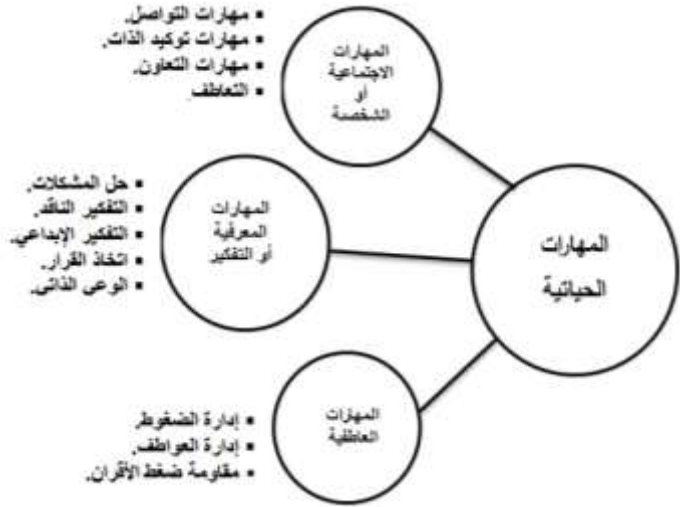 مهارات التواصل.
مهارات توكيد الذات.
مهارات التعاون.
التعاطف.
المهارات
الاجتماعية
أو
الشخصية
حل المشكلات.
التفكير الناقد.
التفكير الإبداعي.
اتخاذ القرار.
الوعي الذاتي.
المهارات
المعرفية
أو التفكير
المهارات
الحياتية
إدارة الضغوط.
إدارة العواطف.
مقاومة ضغط الأقران.
المهارات
العاطفية